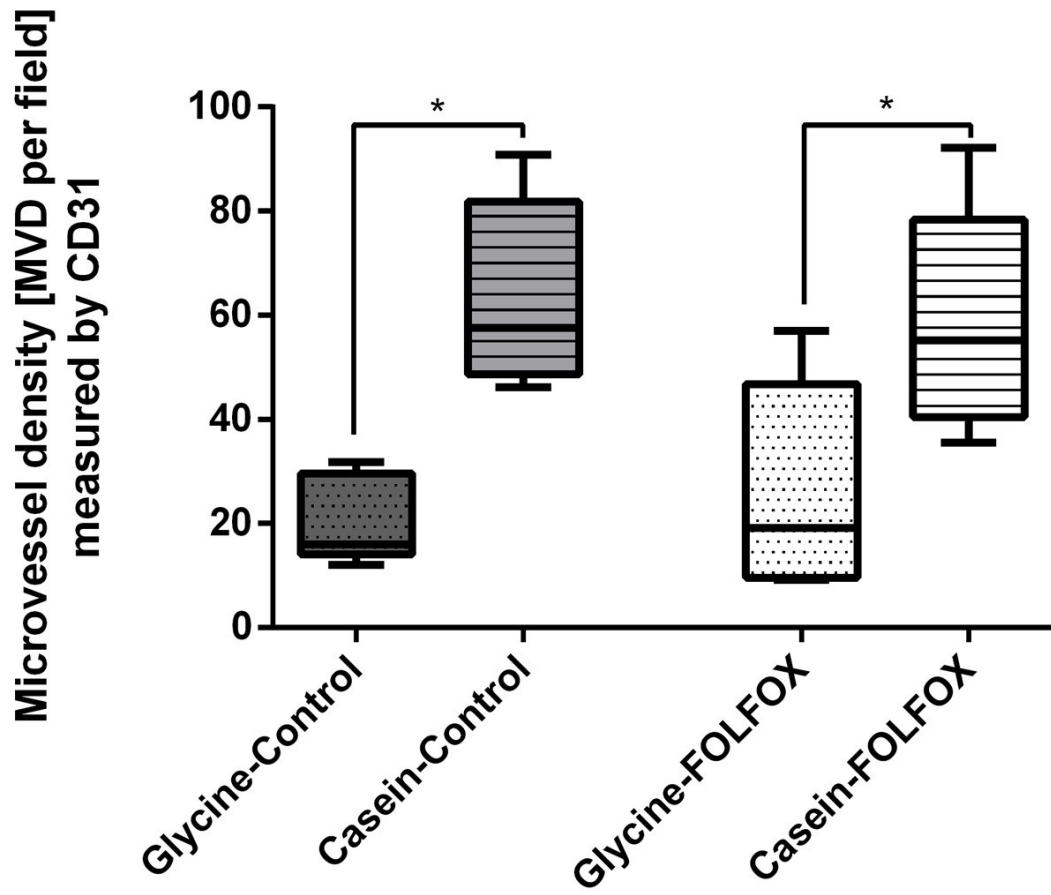 Microvessel density [MVD per field]
measured by CD31
100
80
60
40
20
0
*
*
Glycine-Control
Casein-Control
Glycine-FOLFOX
Casein-FOLFOX